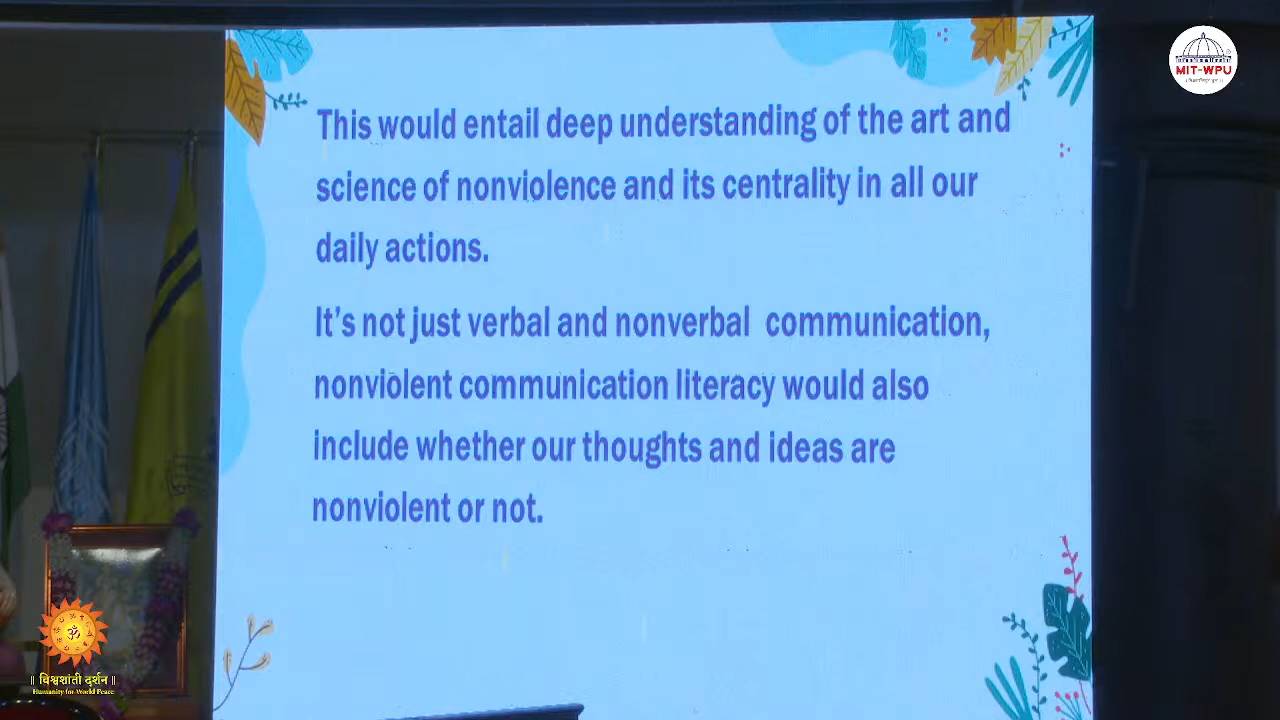 MIT-WPU
This would entail deep understanding of the art and
science of nonviolence and its centrality in all our
daily actions.
It's not just verbal and nonverbal communication,
nonviolent communication literacy would also
include whether our thoughts and ideas are
nonviolent or not.
ॐ
॥ विश्वशांती दर्शन ॥
Humanity for World Peace